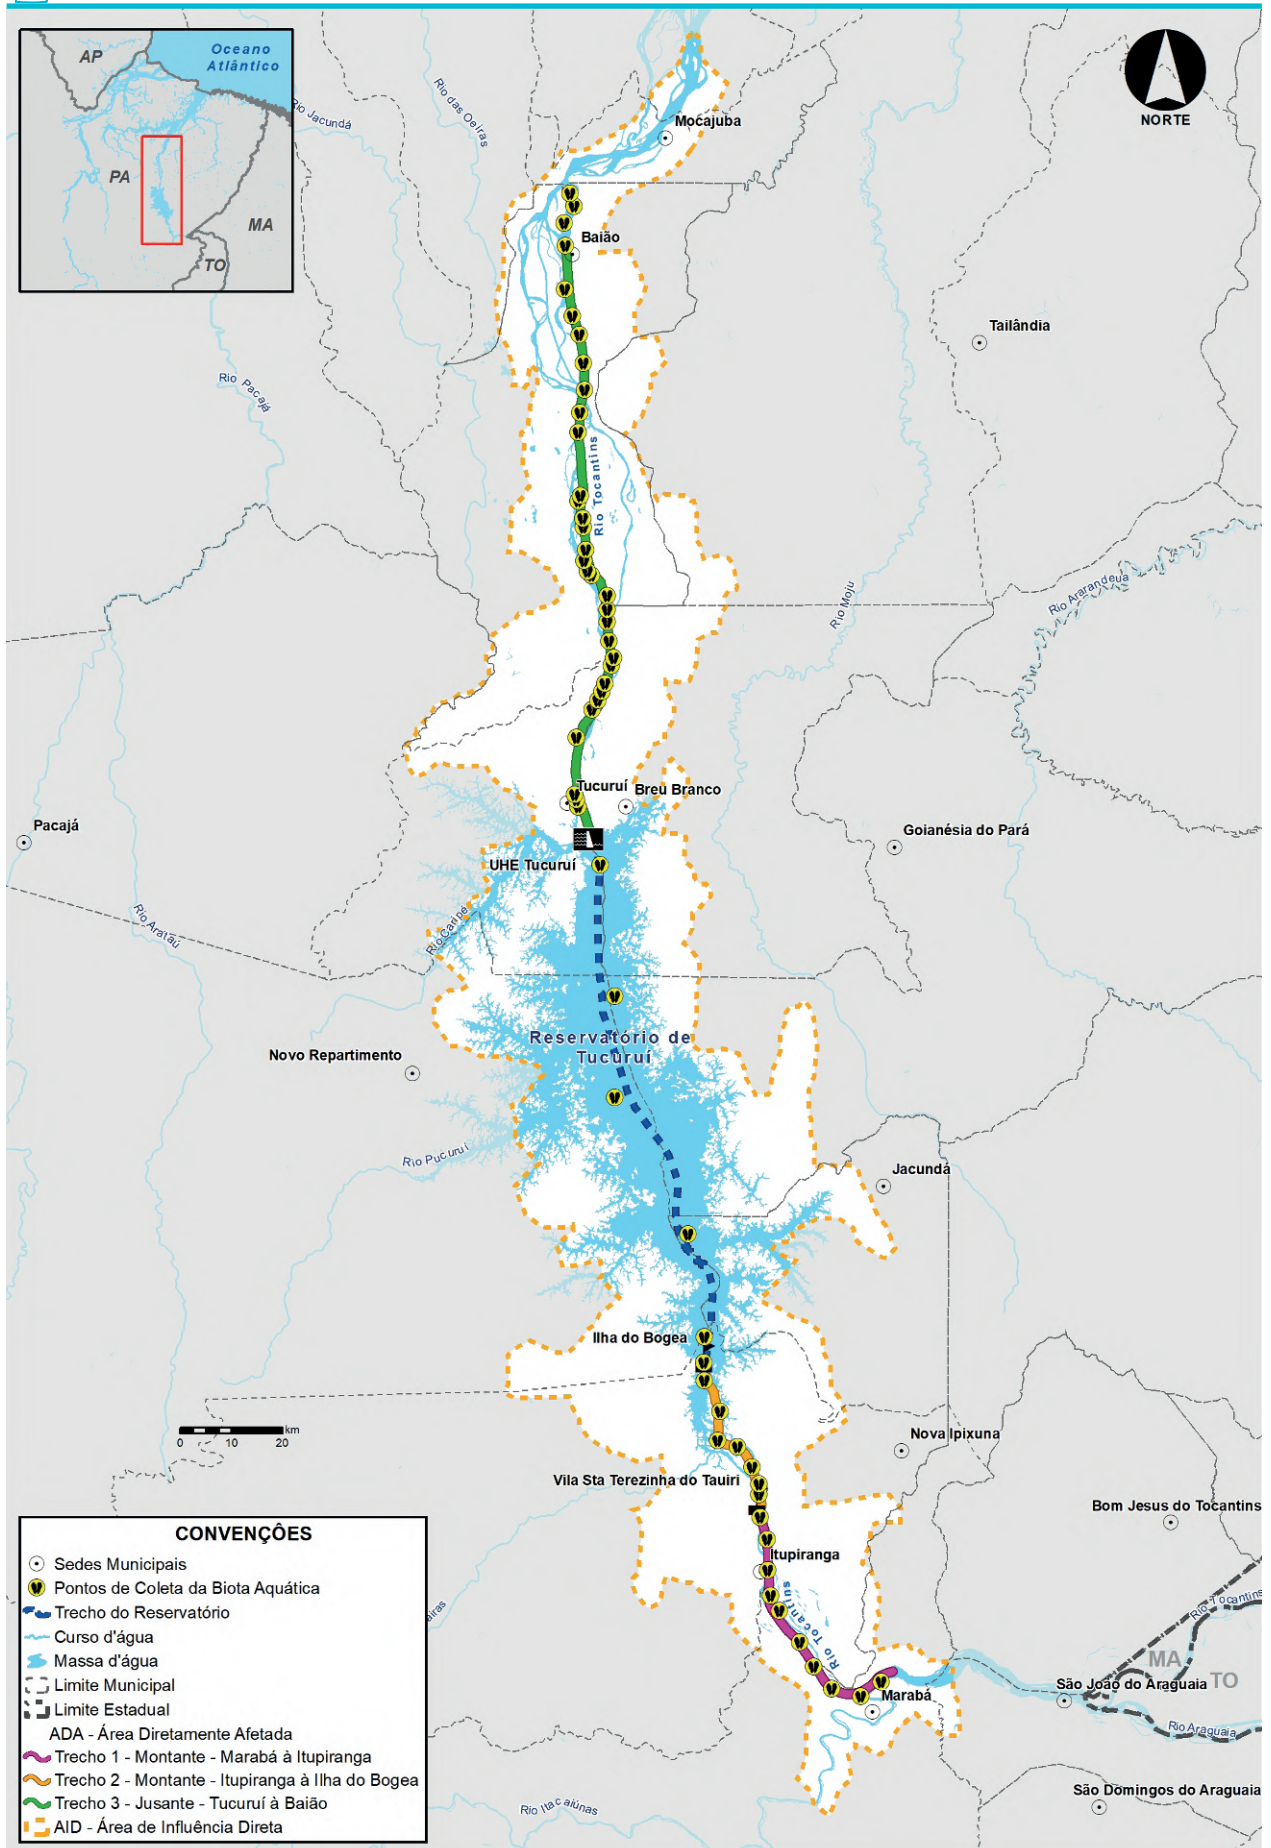 AP
Oceano
Atlântico
PA
MA
TO
Rio Jacundá
Rio das Oeiras
Mocajuba
NORTE
Baião
Tailândia
Rio Pacajá
Rio Tocantins
Rio Moju
Rio Ararandeua
Tucuruí
Breu Branco
Pacajá
Goianésia do Pará
UHE Tucuruí
Rio Arataú
Rio Caripé
Reservatório de
Tucuruí
Novo Repartimento
Rio Pucuruí
Jacundá
Ilha do Bogea
km
0 10 20
Nova Ipixuna
Vila Sta Terezinha do Tauiri
Bom Jesus do Tocantins
Itupiranga
Rio Tocantins
Rio Tocantins
MA
TO
Marabá
São João do Araguaia
Rio Araguaia
São Domingos do Araguaia
Rio Itacaiúnas
CONVENÇÕES
Sedes Municipais
Pontos de Coleta da Biota Aquática
Trecho do Reservatório
Curso d'água
Massa d'água
Limite Municipal
Limite Estadual
ADA - Área Diretamente Afetada
Trecho 1 - Montante - Marabá à Itupiranga
Trecho 2 - Montante - Itupiranga à Ilha do Bogea
Trecho 3 - Jusante - Tucuruí à Baião
AID - Área de Influência Direta